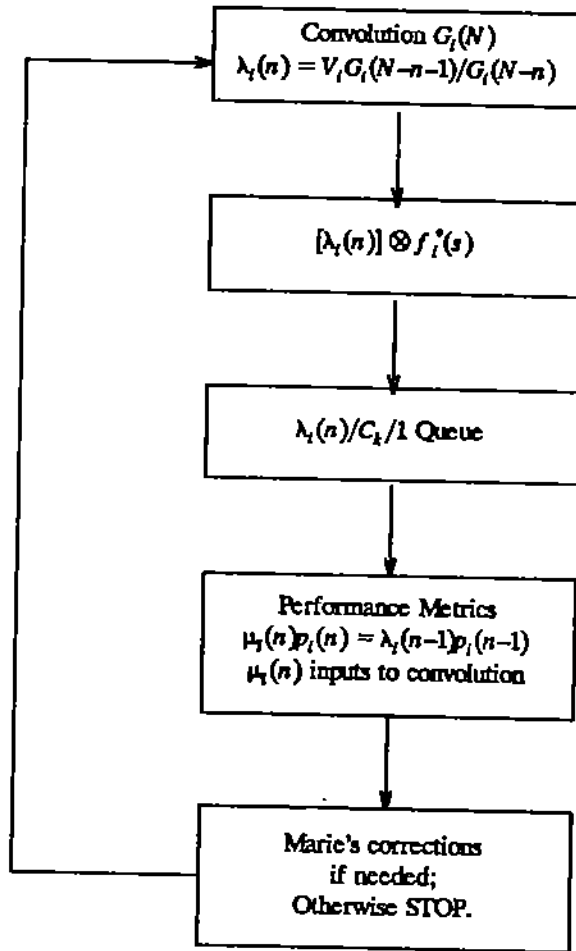 Convolution G_i(N)
λ_i(n) = V_i G_i(N−n−1)/G_i(N−n)
[λ_i(n)] ⊗ f_i^*(s)
λ_i(n)/C_k/1 Queue
Performance Metrics
μ_i(n)p_i(n) = λ_i(n−1)p_i(n−1)
μ_i(n) inputs to convolution
Marie's corrections
if needed;
Otherwise STOP.